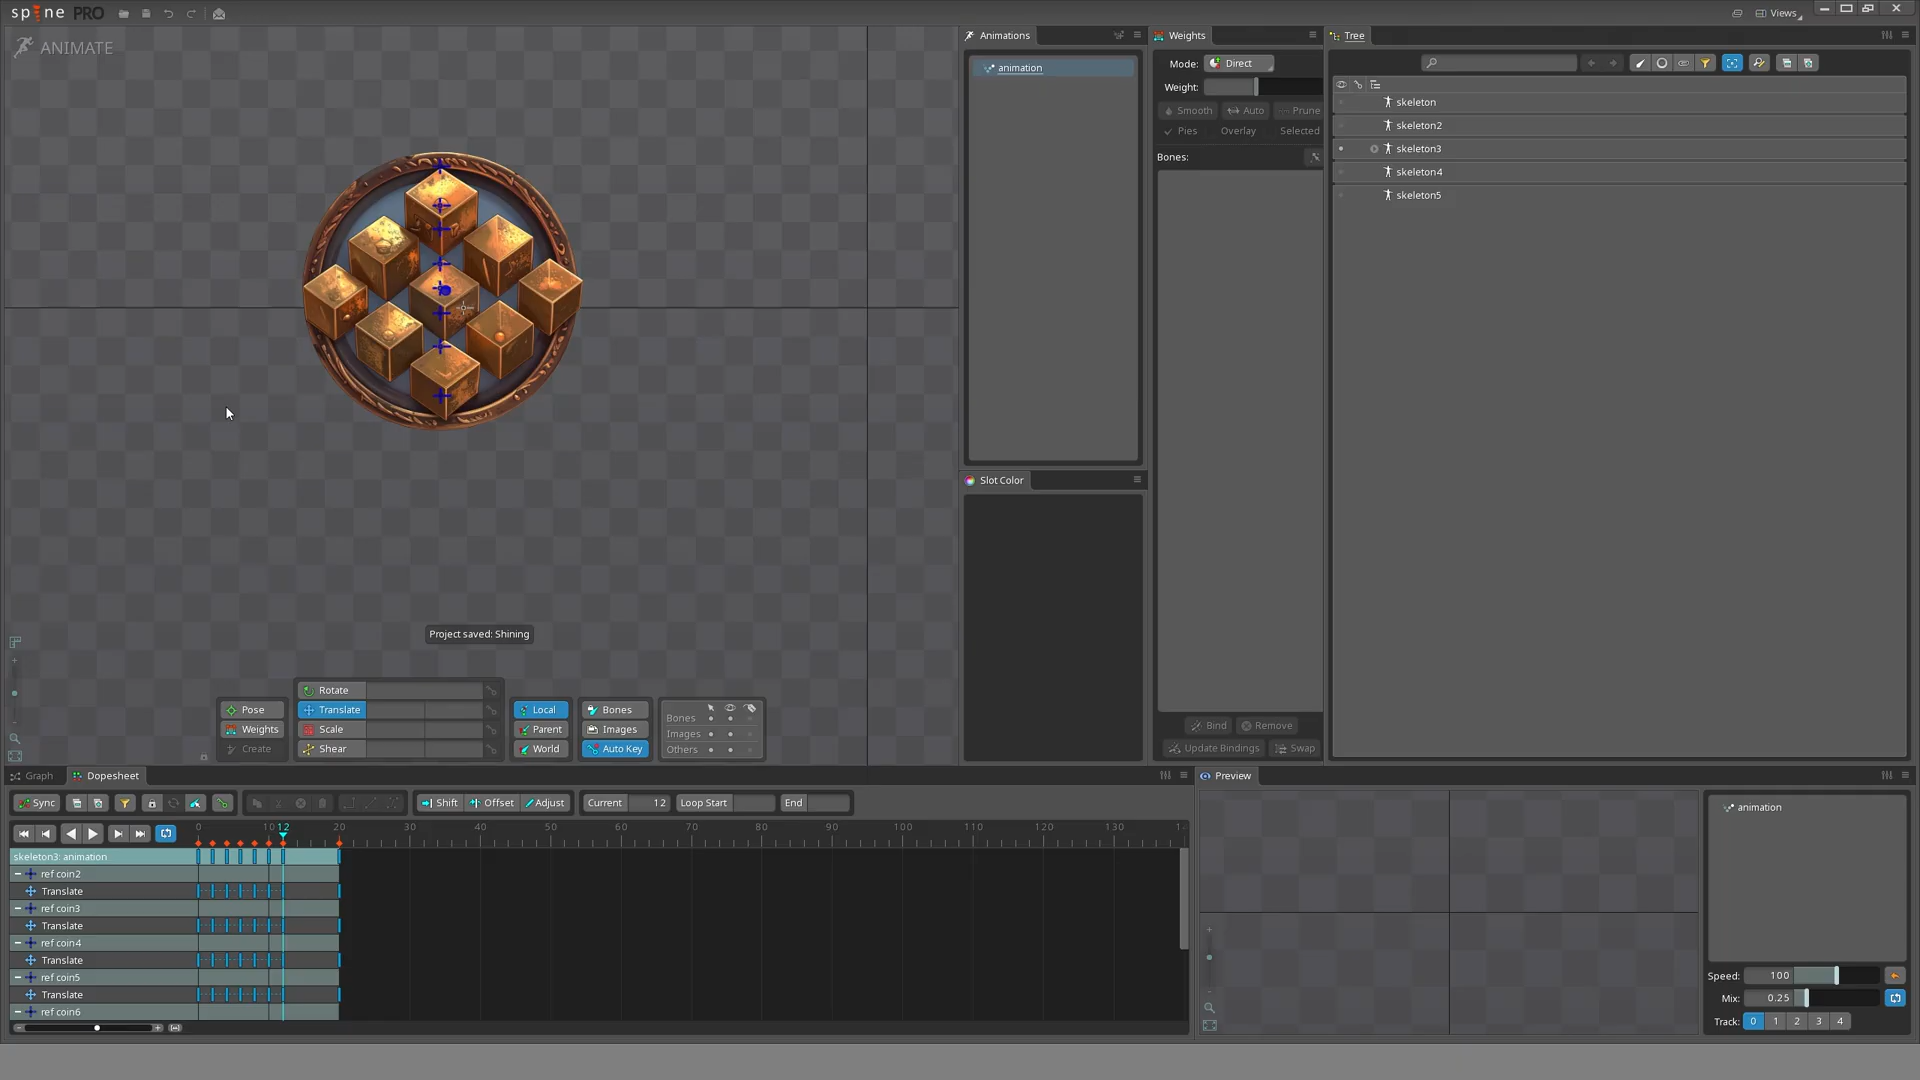 spine PRO
Views
ANIMATE
Animations
animation
Slot Color
Weights
Mode: Direct
Weight:
Smooth Auto Prune
Pies Overlay Selected
Bones:
Bind Remove
Update Bindings Swap
Tree
skeleton
skeleton2
skeleton3
skeleton4
skeleton5
Project saved: Shining
Pose
Weights
Create
Rotate
Translate
Scale
Shear
Local
Parent
World
Bones
Images
Auto Key
Bones
Images
Others
Graph Dopesheet
Sync Shift Offset Adjust Current 12 Loop Start End
0 10 12 20 30 40 50 60 70 80 90 100 110 120 130
skeleton3: animation
ref coin2
Translate
ref coin3
Translate
ref coin4
Translate
ref coin5
Translate
ref coin6
Preview
animation
Speed: 100
Mix: 0.25
Track: 0 1 2 3 4